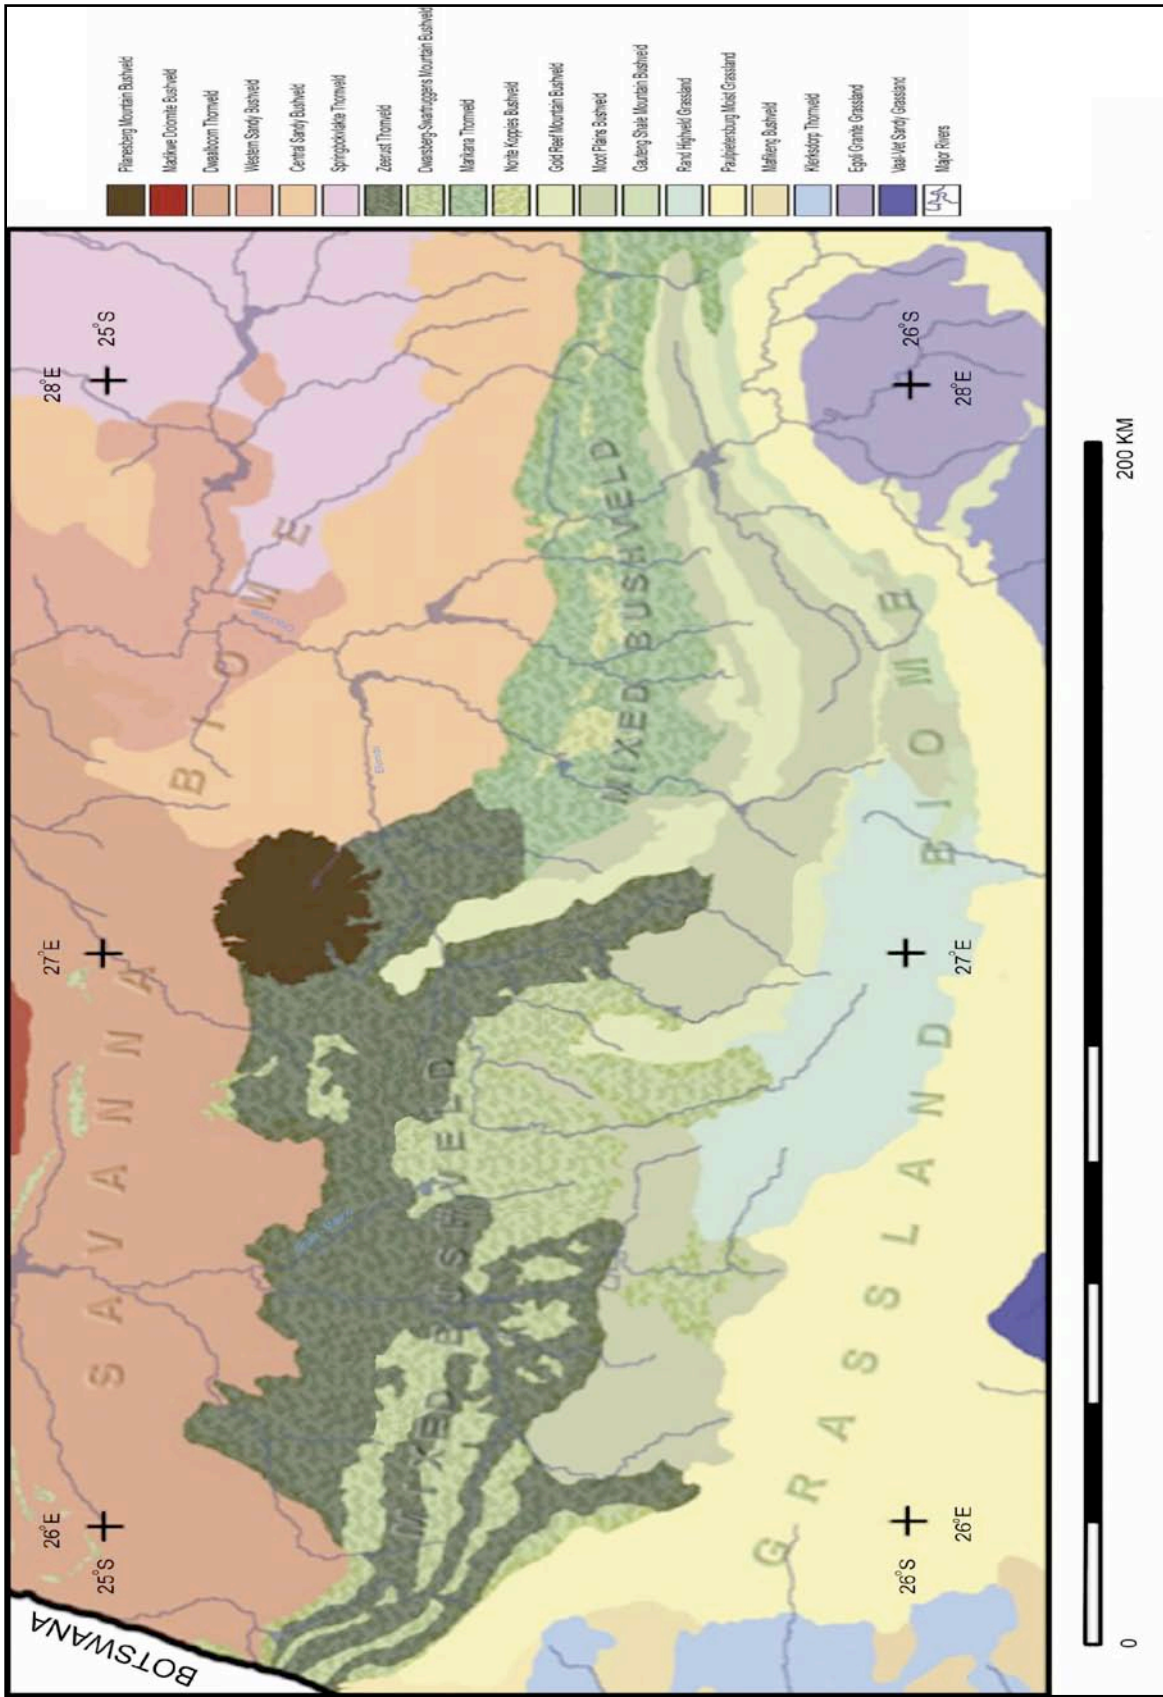 Pilanesberg Mountain Bushveld
Madikwe Dolomite Bushveld
Dwaalboom Thornveld
Western Sandy Bushveld
Central Sandy Bushveld
Springbokvlakte Thornveld
Zeerust Thornveld
Dwarsberg-Swartruggens Mountain Bushveld
Marikana Thornveld
Norite Koppies Bushveld
Gold Reef Mountain Bushveld
Moot Plains Bushveld
Gauteng Shale Mountain Bushveld
Rand Highveld Grassland
Paulpietersburg Moist Grassland
Mafikeng Bushveld
Klerksdorp Thornveld
Egoli Granite Grassland
Vaal-Vet Sandy Grassland
Major Rivers
BOTSWANA
26°E
25°S
27°E
28°E
25°S
SAVANNA BIOME
MIXED BUSHVELD
MIXED BUSHVELD
GRASSLAND BIOME
26°S
26°E
27°E
26°S
28°E
0
200 KM